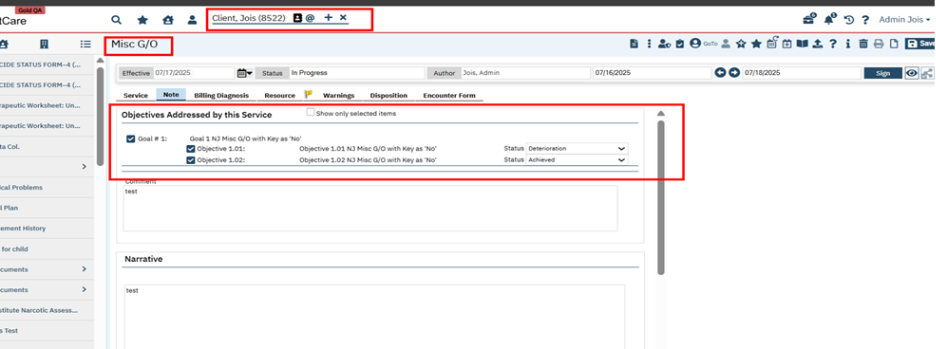 Gold QA
tCare
Client, Jois (8522) @ + ×
Admin Jois
Misc G/O
GoTo
Save
CIDE STATUS FORM-4 (...
CIDE STATUS FORM-4 (...
rapeutic Worksheet: Un...
rapeutic Worksheet: Un...
ta Col.
ical Problems
l Plan
ement History
for child
cuments
cuments
stitute Narcotic Assess...
s Test
Effective 07/17/2025 Status In Progress Author Jois, Admin 07/16/2025 07/18/2025 Sign
Service Note Billing Diagnosis Resource Warnings Disposition Encounter Form
Objectives Addressed by this Service Show only selected items
Goal # 1: Goal 1 NJ Misc G/O with Key as 'No'
Objective 1.01: Objective 1.01 NJ Misc G/O with Key as 'No' Status Deterioration
Objective 1.02: Objective 1.02 NJ Misc G/O with Key as 'No' Status Achieved
Comment
test
Narrative
test